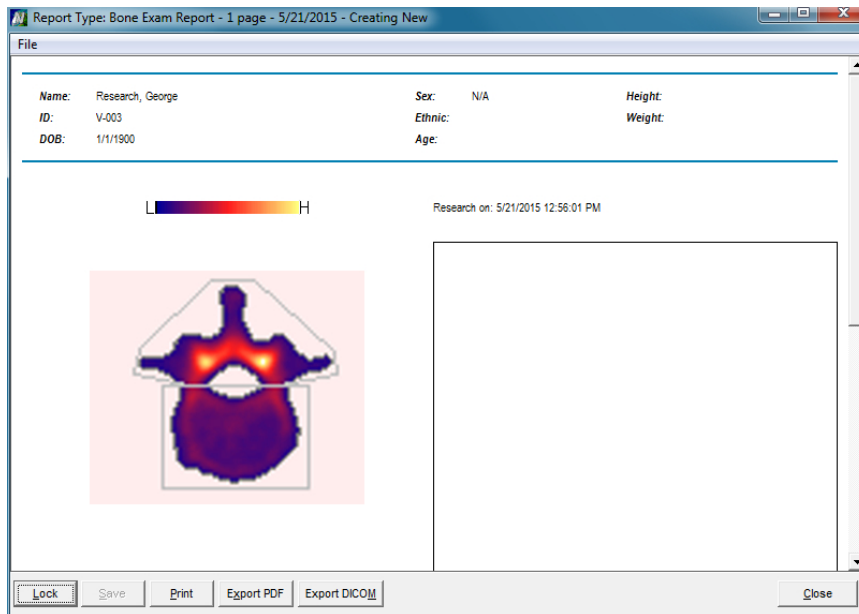 Report Type: Bone Exam Report - 1 page - 5/21/2015 - Creating New
File
Name: Research, George Sex: N/A Height:
ID: V-003 Ethnic: Weight:
DOB: 1/1/1900 Age:
L H Research on: 5/21/2015 12:56:01 PM
Lock Save Print Export PDF Export DICOM Close